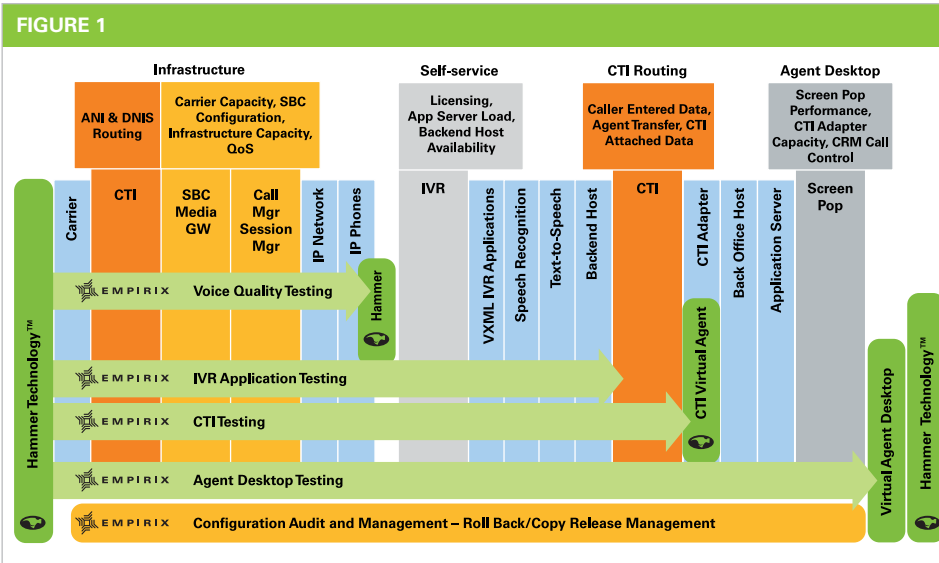 FIGURE 1
Infrastructure
Self-service
CTI Routing
Agent Desktop
ANI & DNIS
Routing
Carrier Capacity, SBC
Configuration,
Infrastructure Capacity,
QoS
Licensing,
App Server Load,
Backend Host
Availability
Caller Entered Data,
Agent Transfer, CTI
Attached Data
Screen Pop
Performance,
CTI Adapter
Capacity, CRM Call
Control
Hammer Technology™
Carrier
CTI
SBC
Media
GW
Call
Mgr
Session
Mgr
IP Network
IP Phones
IVR
VXML IVR Applications
Speech Recognition
Text-to-Speech
Backend Host
CTI
CTI Adapter
Back Office Host
Application Server
Screen
Pop
EMPIRIX Voice Quality Testing
Hammer
EMPIRIX IVR Application Testing
EMPIRIX CTI Testing
CTI Virtual Agent
EMPIRIX Agent Desktop Testing
Virtual Agent Desktop
Hammer Technology™
EMPIRIX Configuration Audit and Management – Roll Back/Copy Release Management